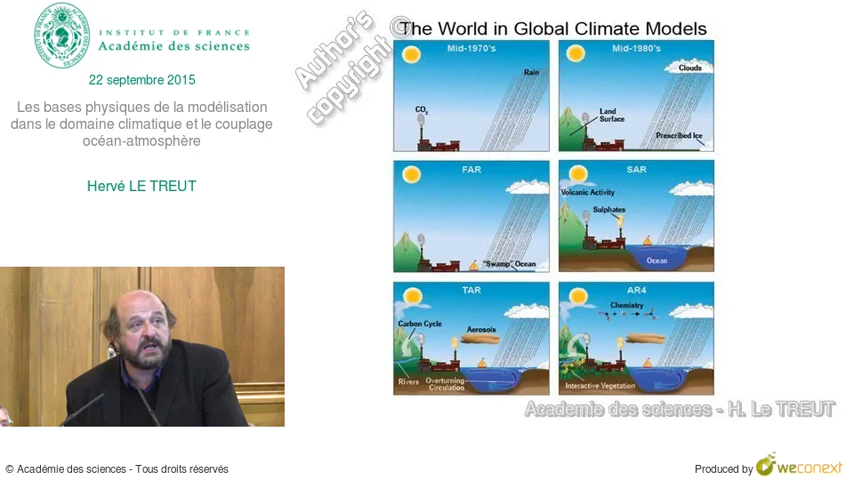 INSTITUT DE FRANCE
Académie des sciences
22 septembre 2015
Les bases physiques de la modélisation
dans le domaine climatique et le couplage
océan-atmosphère
Hervé LE TREUT
Author's
copyright ©
The World in Global Climate Models
Mid-1970's
Rain
CO2
Mid-1980's
Clouds
Land
Surface
Prescribed Ice
FAR
"Swamp" Ocean
SAR
Volcanic Activity
Sulphates
Ocean
TAR
Carbon Cycle
Aerosols
Rivers
Overturning
Circulation
AR4
Chemistry
Interactive Vegetation
Academie des sciences - H. Le TREUT
© Académie des sciences - Tous droits réservés
Produced by weconext